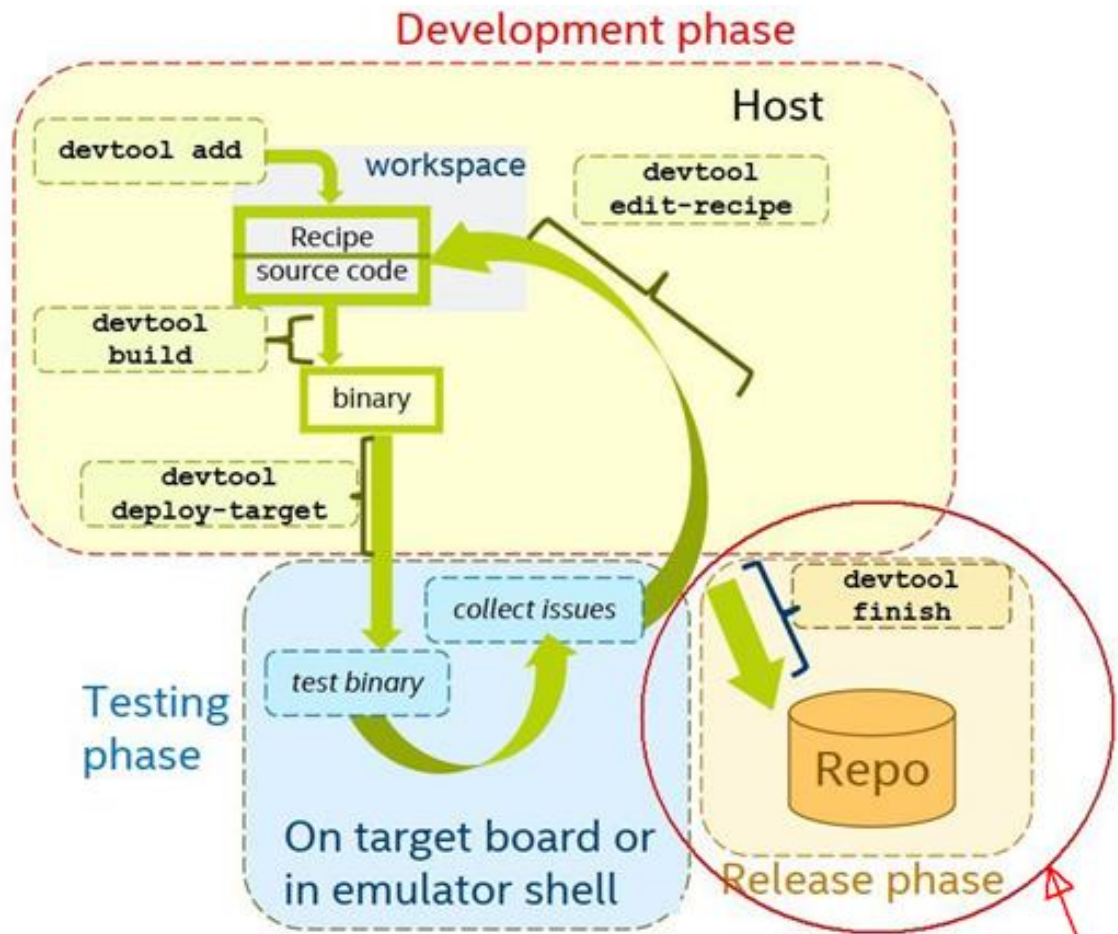 Development phase
Host
devtool add
workspace
devtool
edit-recipe
Recipe
source code
devtool
build
binary
devtool
deploy-target
collect issues
devtool
finish
test binary
Testing
phase
Repo
On target board or
in emulator shell
Release phase